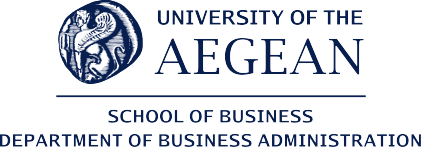 UNIVERSITY OF THE
AEGEAN
SCHOOL OF BUSINESS
DEPARTMENT OF BUSINESS ADMINISTRATION